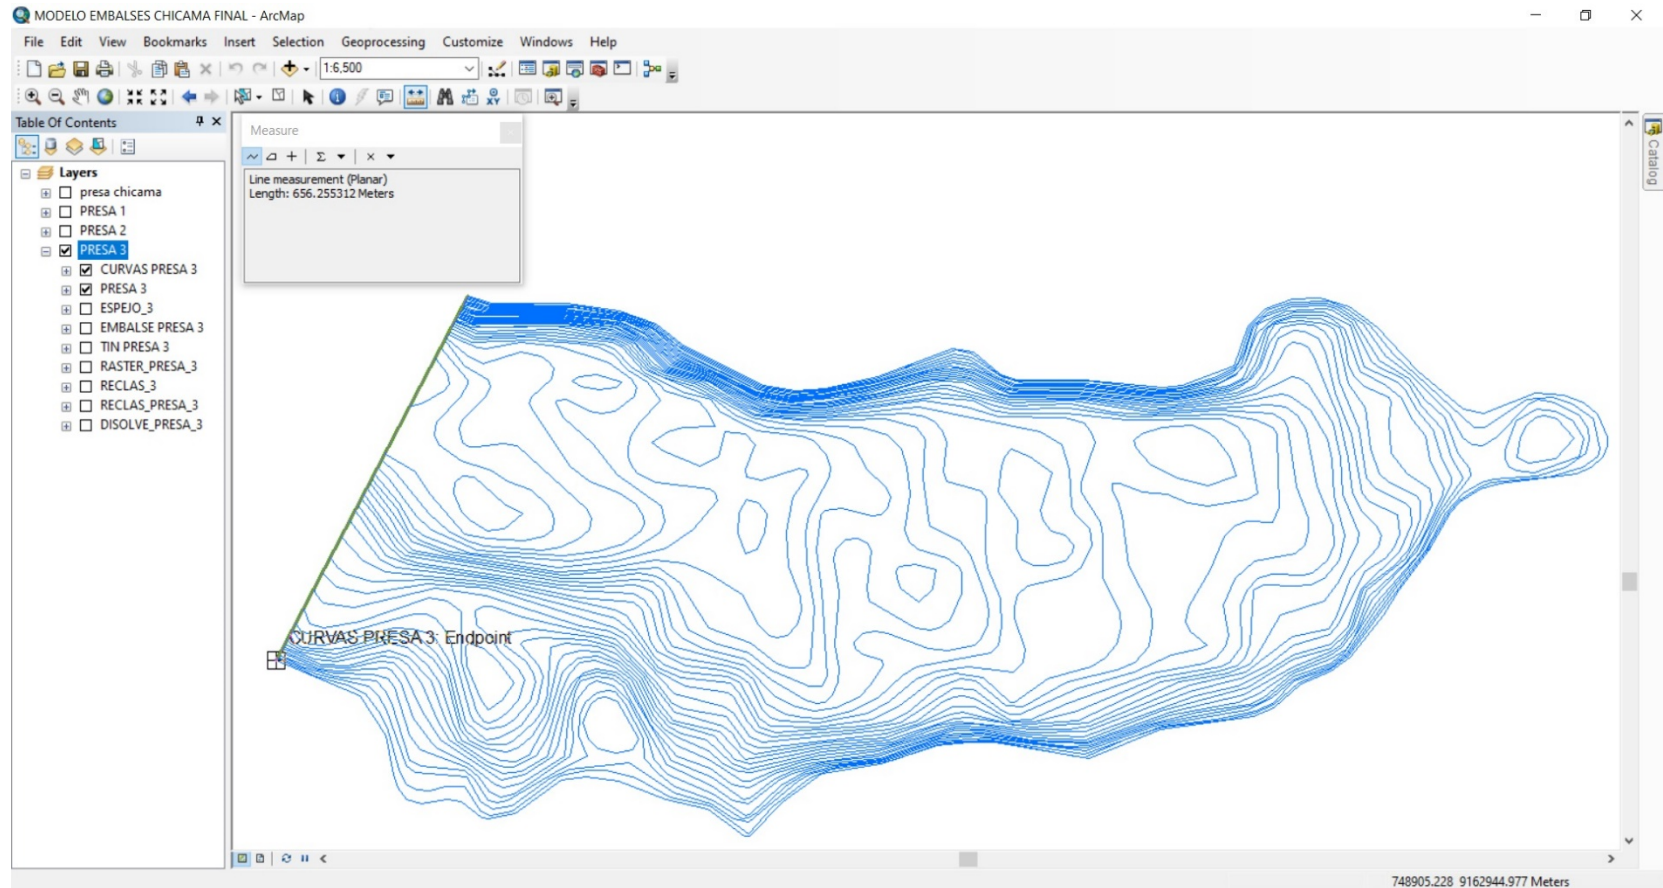 MODELO EMBALSES CHICAMA FINAL - ArcMap
File Edit View Bookmarks Insert Selection Geoprocessing Customize Windows Help
1:6,500
Table Of Contents
Measure
Layers
presa chicama
PRESA 1
PRESA 2
PRESA 3
CURVAS PRESA 3
PRESA 3
ESPEJO_3
EMBALSE PRESA 3
TIN PRESA 3
RASTER_PRESA_3
RECLAS_3
RECLAS_PRESA_3
DISOLVE_PRESA_3
Line measurement (Planar)
Length: 656.255312 Meters
CURVAS PRESA 3: Endpoint
Catalog
748905.228 9162944.977 Meters